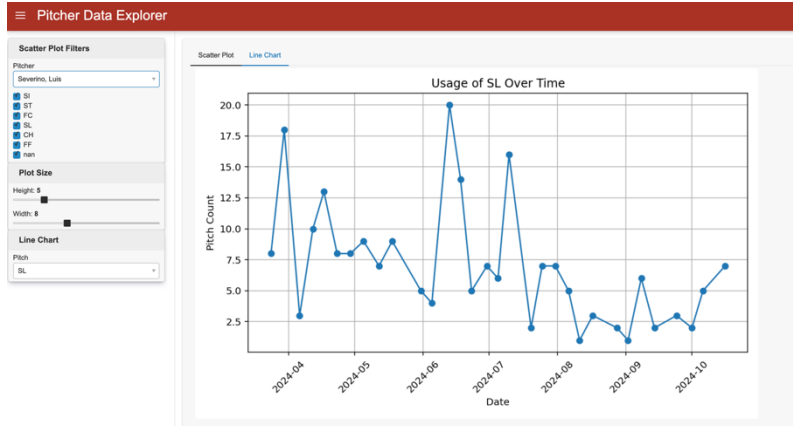 Pitcher Data Explorer
Scatter Plot Filters
Pitcher
Severino, Luis
SI
ST
FC
SL
CH
FF
nan
Plot Size
Height: 5
Width: 8
Line Chart
Pitch
SL
Scatter Plot
Line Chart
Usage of SL Over Time
20.0
17.5
15.0
12.5
10.0
7.5
5.0
2.5
Pitch Count
2024-04
2024-05
2024-06
2024-07
2024-08
2024-09
2024-10
Date